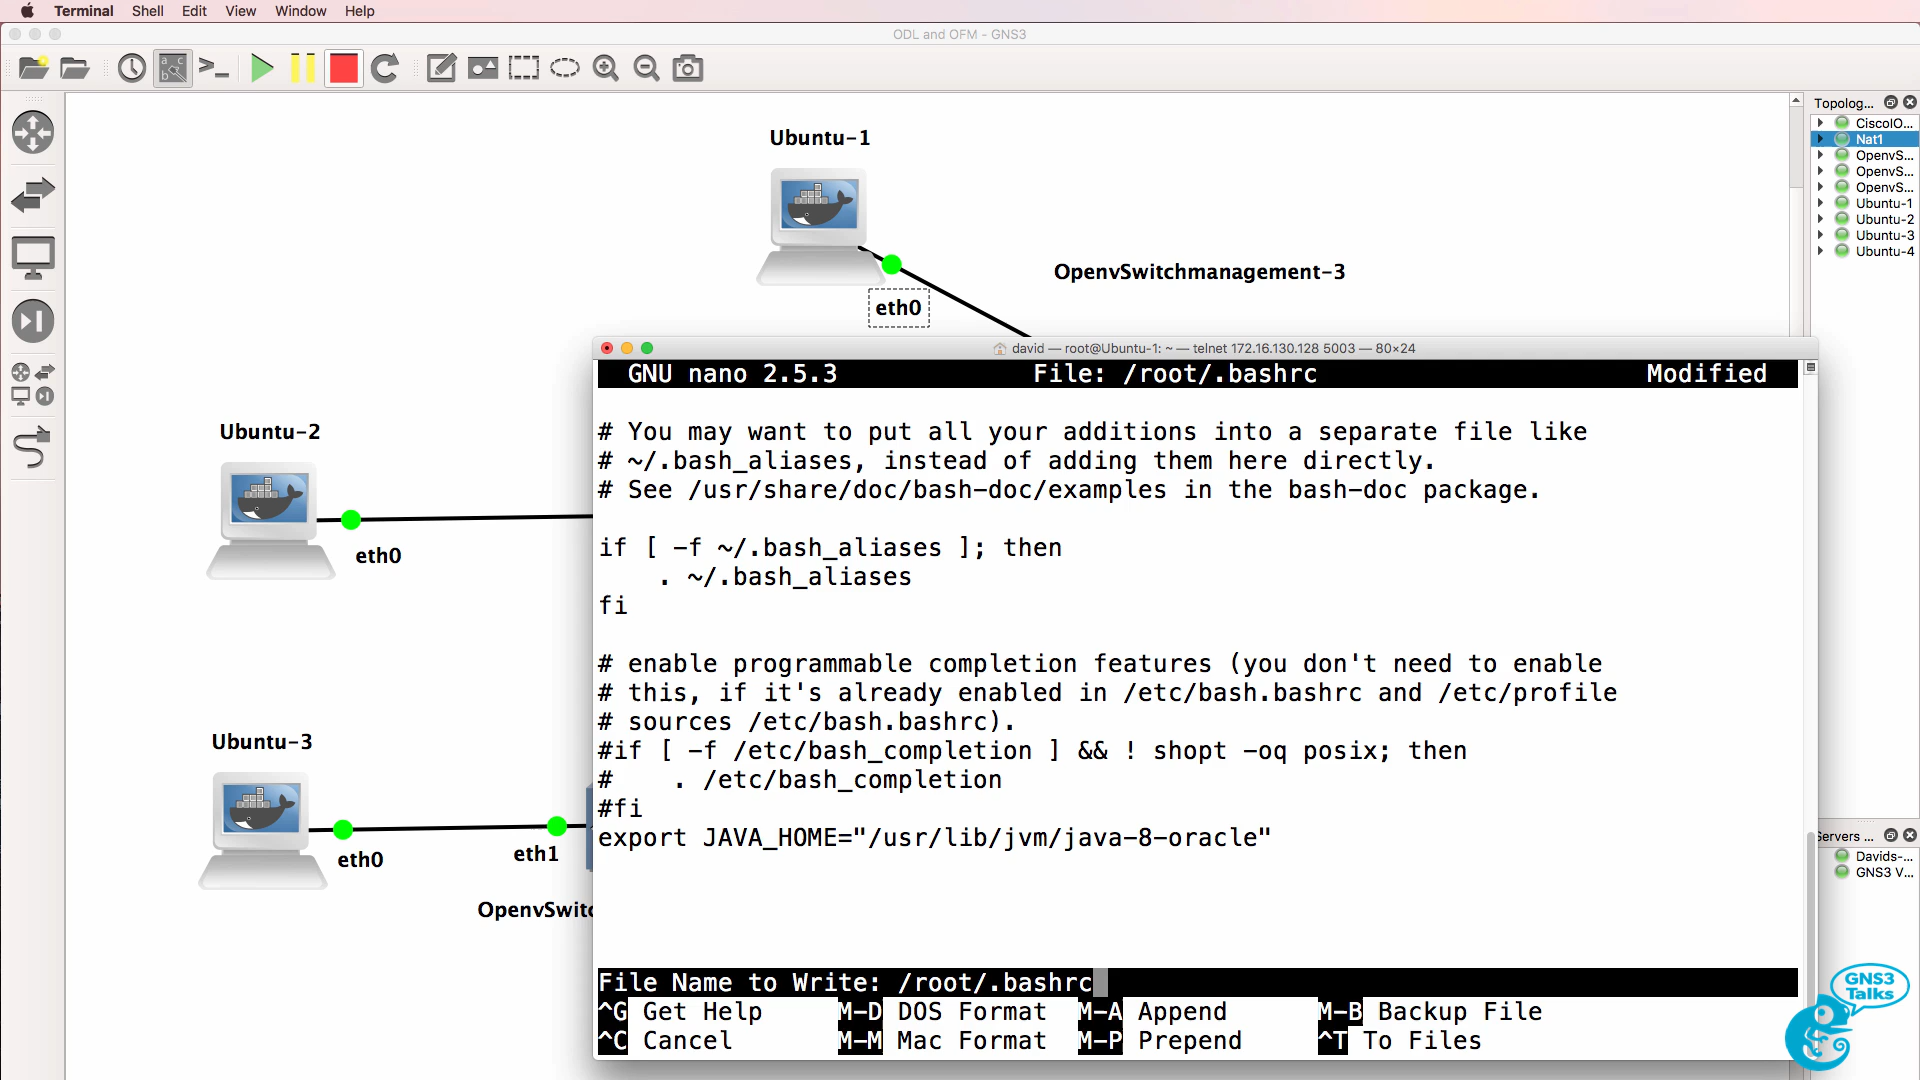 Terminal Shell Edit View Window Help
ODL and OFM - GNS3
Topolog...
CiscoIO...
Nat1
OpenvS...
OpenvS...
OpenvS...
Ubuntu-1
Ubuntu-2
Ubuntu-3
Ubuntu-4
Ubuntu-1
OpenvSwitchmanagement-3
eth0
david — root@Ubuntu-1: ~ — telnet 172.16.130.128 5003 — 80×24
GNU nano 2.5.3 File: /root/.bashrc Modified
# You may want to put all your additions into a separate file like
# ~/.bash_aliases, instead of adding them here directly.
# See /usr/share/doc/bash-doc/examples in the bash-doc package.
if [ -f ~/.bash_aliases ]; then
. ~/.bash_aliases
fi
# enable programmable completion features (you don't need to enable
# this, if it's already enabled in /etc/bash.bashrc and /etc/profile
# sources /etc/bash.bashrc).
#if [ -f /etc/bash_completion ] && ! shopt -oq posix; then
# . /etc/bash_completion
#fi
export JAVA_HOME="/usr/lib/jvm/java-8-oracle"
File Name to Write: /root/.bashrc
^G Get Help M-D DOS Format M-A Append M-B Backup File
^C Cancel M-M Mac Format M-P Prepend ^T To Files
Ubuntu-2
eth0
Ubuntu-3
eth0
eth1
OpenvSwitc
Servers ...
Davids-...
GNS3 V...
GNS3
Talks